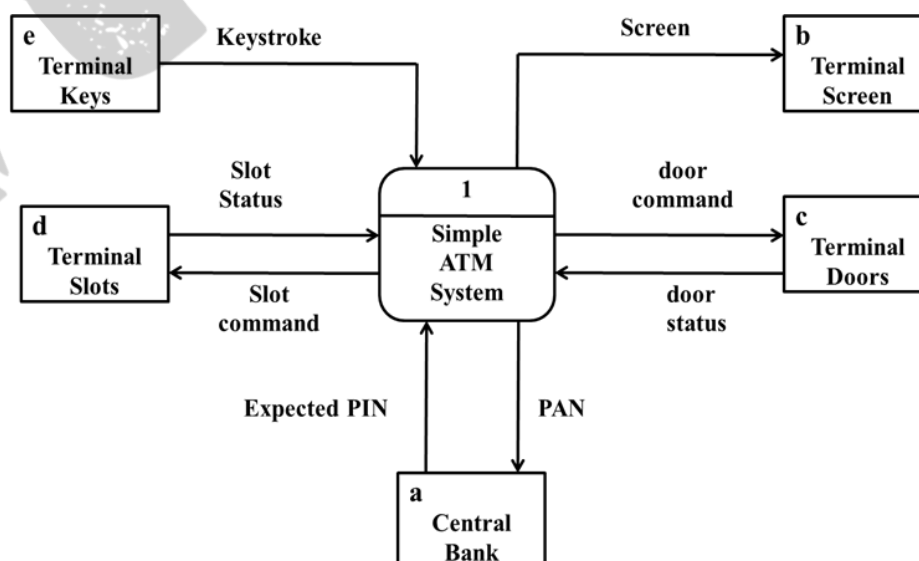 e
Terminal
Keys
Keystroke
Screen
b
Terminal
Screen
Slot
Status
door
command
d
Terminal
Slots
1
Simple
ATM
System
c
Terminal
Doors
Slot
command
door
status
Expected PIN
PAN
a
Central
Bank